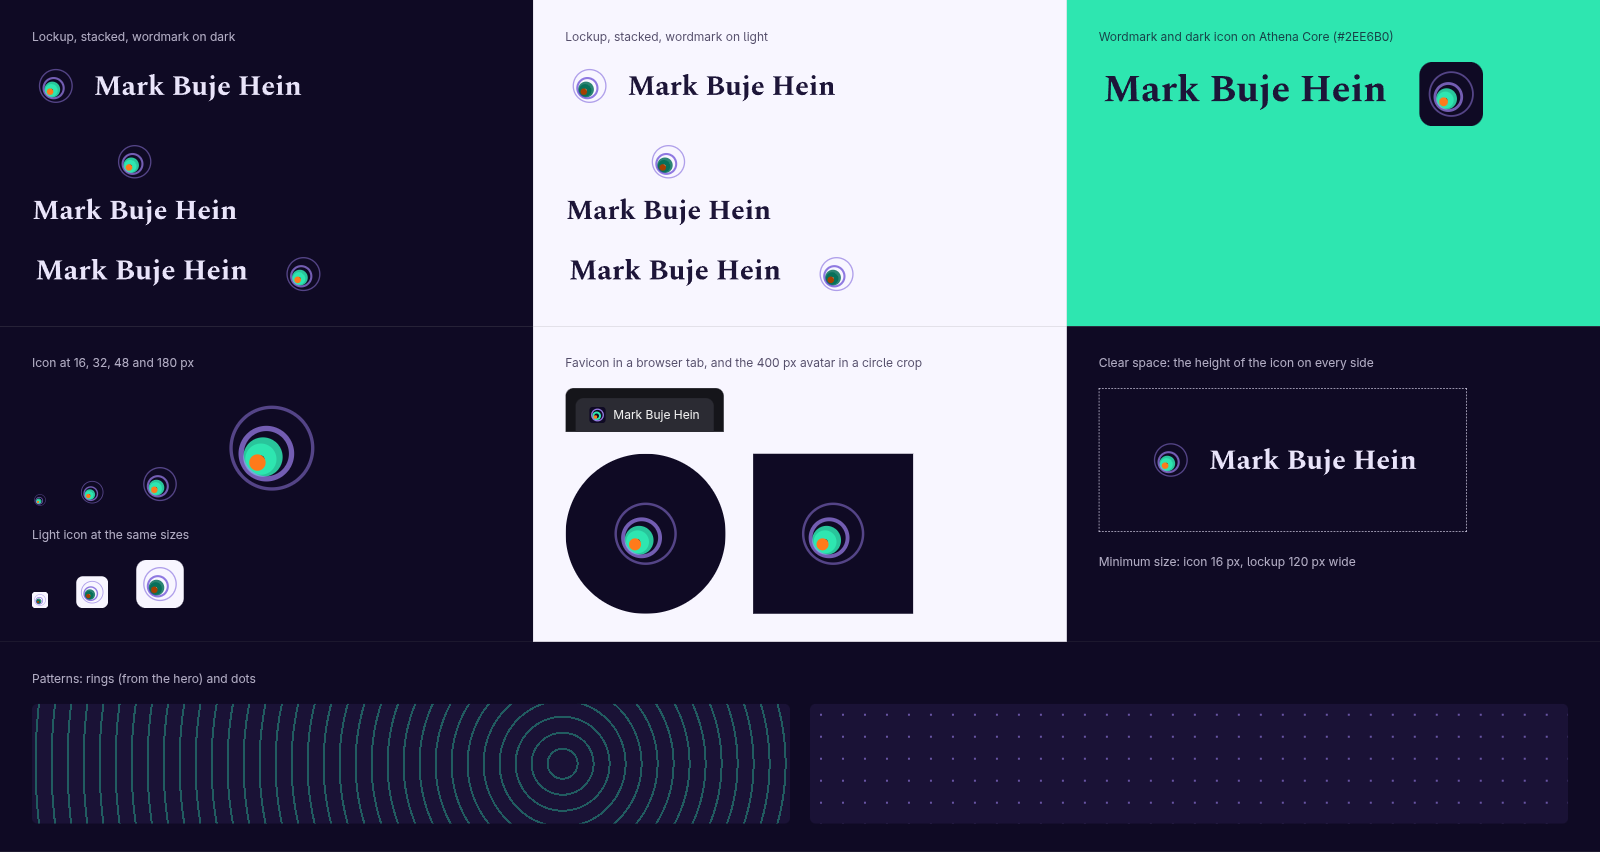 Lockup, stacked, wordmark on dark
Mark Buje Hein
Mark Buje Hein
Mark Buje Hein
Lockup, stacked, wordmark on light
Mark Buje Hein
Mark Buje Hein
Mark Buje Hein
Wordmark and dark icon on Athena Core (#2EE6B0)
Mark Buje Hein
Icon at 16, 32, 48 and 180 px
Light icon at the same sizes
Favicon in a browser tab, and the 400 px avatar in a circle crop
Mark Buje Hein
Clear space: the height of the icon on every side
Mark Buje Hein
Minimum size: icon 16 px, lockup 120 px wide
Patterns: rings (from the hero) and dots